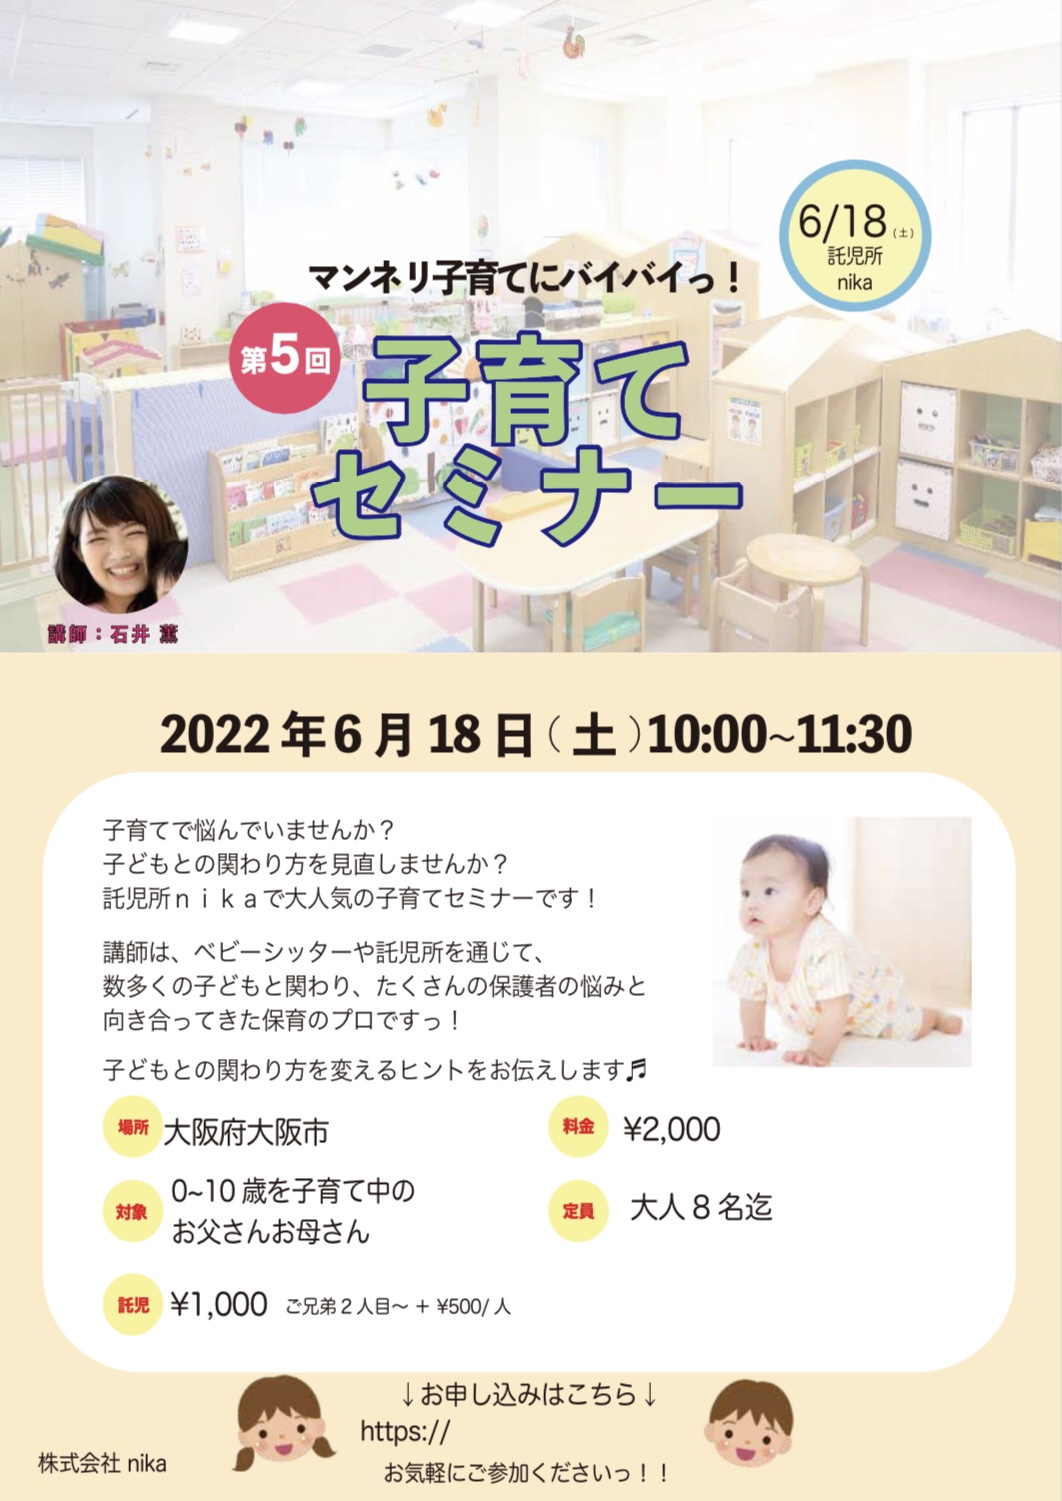 6/18(土)
託児所
nika
マンネリ子育てにバイバイっ！
第5回
子育て
セミナー
講師：石井 薫
2022年6月18日(土)10:00~11:30
子育てで悩んでいませんか？
子どもとの関わり方を見直しませんか？
託児所ｎｉｋａで大人気の子育てセミナーです！
講師は、ベビーシッターや託児所を通じて、
数多くの子どもと関わり、たくさんの保護者の悩みと
向き合ってきた保育のプロですっ！
子どもとの関わり方を変えるヒントをお伝えします♬
場所 大阪府大阪市
料金 ¥2,000
対象 0~10歳を子育て中の
お父さんお母さん
定員 大人8名迄
託児 ¥1,000 ご兄弟2人目〜 + ¥500/人
↓お申し込みはこちら↓
https://
お気軽にご参加くださいっ！！
株式会社 nika